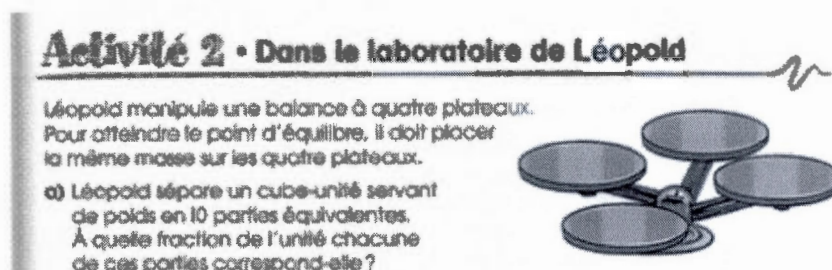 Activité 2 • Dans le laboratoire de Léopold
Léopold manipule une balance à quatre plateaux.
Pour atteindre le point d'équilibre, il doit placer
la même masse sur les quatre plateaux.
a) Léopold sépare un cube-unité servant
de poids en 10 parties équivalentes.
À quelle fraction de l'unité chacune
de ces parties correspond-elle ?